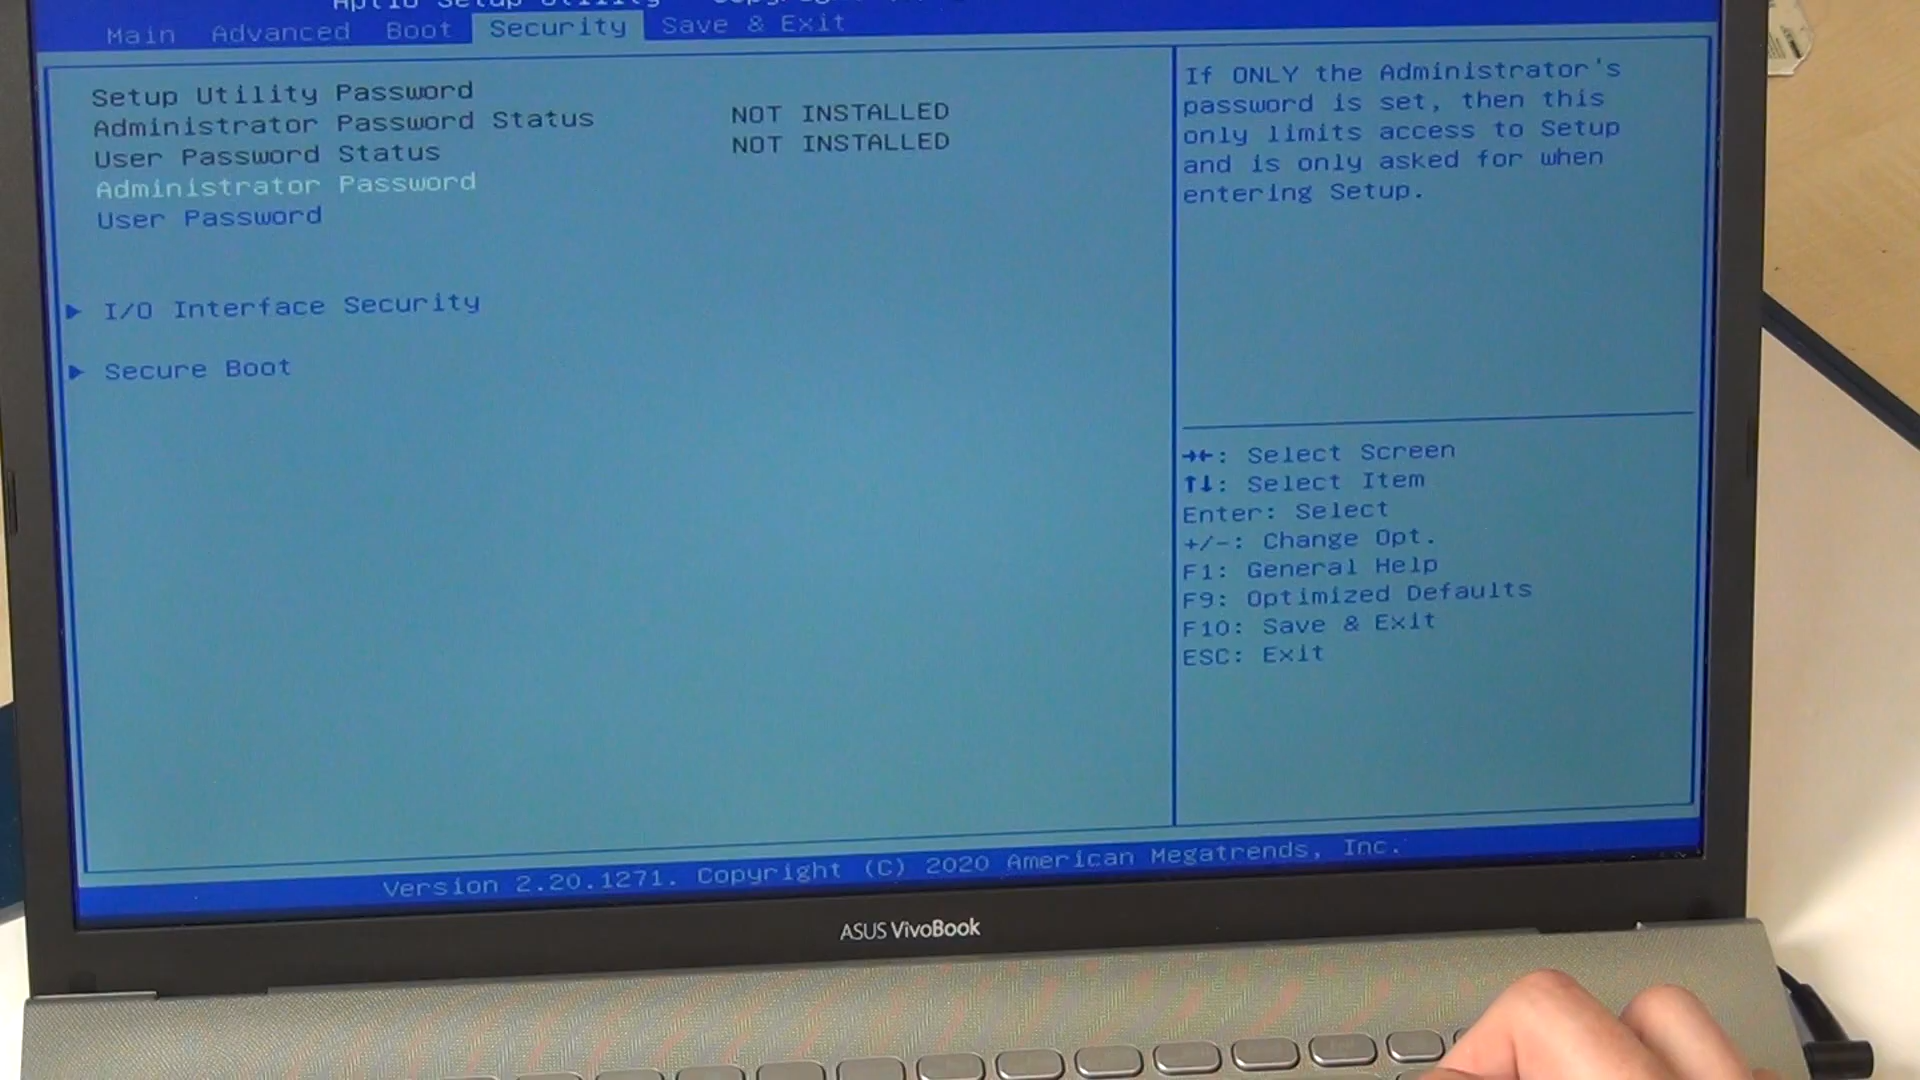 Aptio Setup Utility
Main Advanced Boot Security Save & Exit
Setup Utility Password
Administrator Password Status NOT INSTALLED
User Password Status NOT INSTALLED
Administrator Password
User Password
I/O Interface Security
Secure Boot
If ONLY the Administrator's
password is set, then this
only limits access to Setup
and is only asked for when
entering Setup.
→←: Select Screen
↑↓: Select Item
Enter: Select
+/-: Change Opt.
F1: General Help
F9: Optimized Defaults
F10: Save & Exit
ESC: Exit
Version 2.20.1271. Copyright (C) 2020 American Megatrends, Inc.
ASUS VivoBook